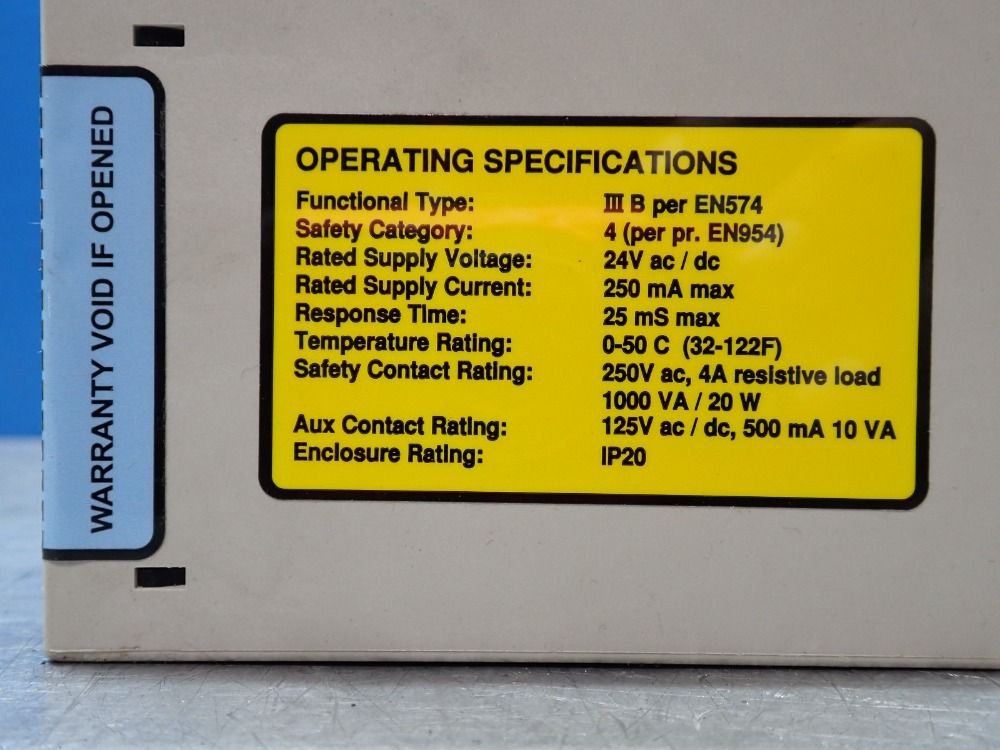 WARRANTY VOID IF OPENED
OPERATING SPECIFICATIONS
Functional Type: III B per EN574
Safety Category: 4 (per pr. EN954)
Rated Supply Voltage: 24V ac / dc
Rated Supply Current: 250 mA max
Response Time: 25 mS max
Temperature Rating: 0-50 C (32-122F)
Safety Contact Rating: 250V ac, 4A resistive load
1000 VA / 20 W
Aux Contact Rating: 125V ac / dc, 500 mA 10 VA
Enclosure Rating: IP20